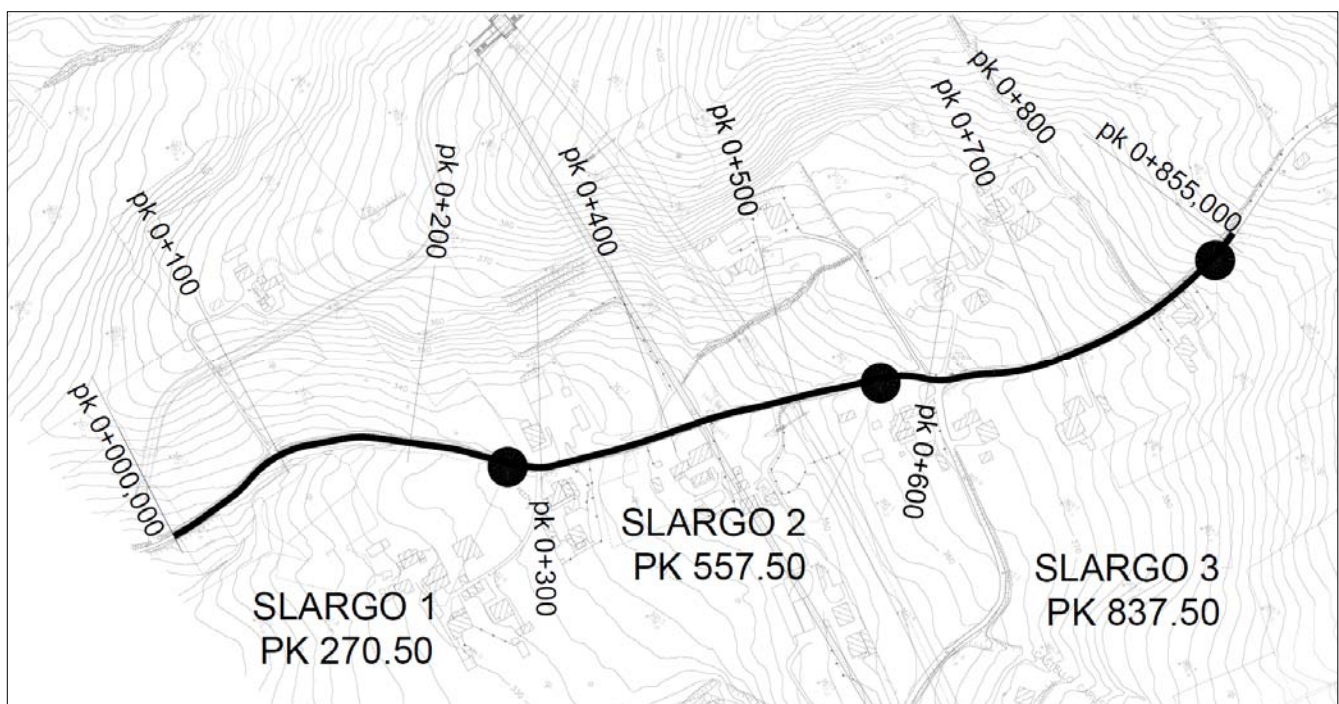 pk 0+000,000
pk 0+100
pk 0+200
pk 0+300
pk 0+400
pk 0+500
pk 0+600
pk 0+700
pk 0+800
pk 0+855,000
SLARGO 1
PK 270.50
SLARGO 2
PK 557.50
SLARGO 3
PK 837.50